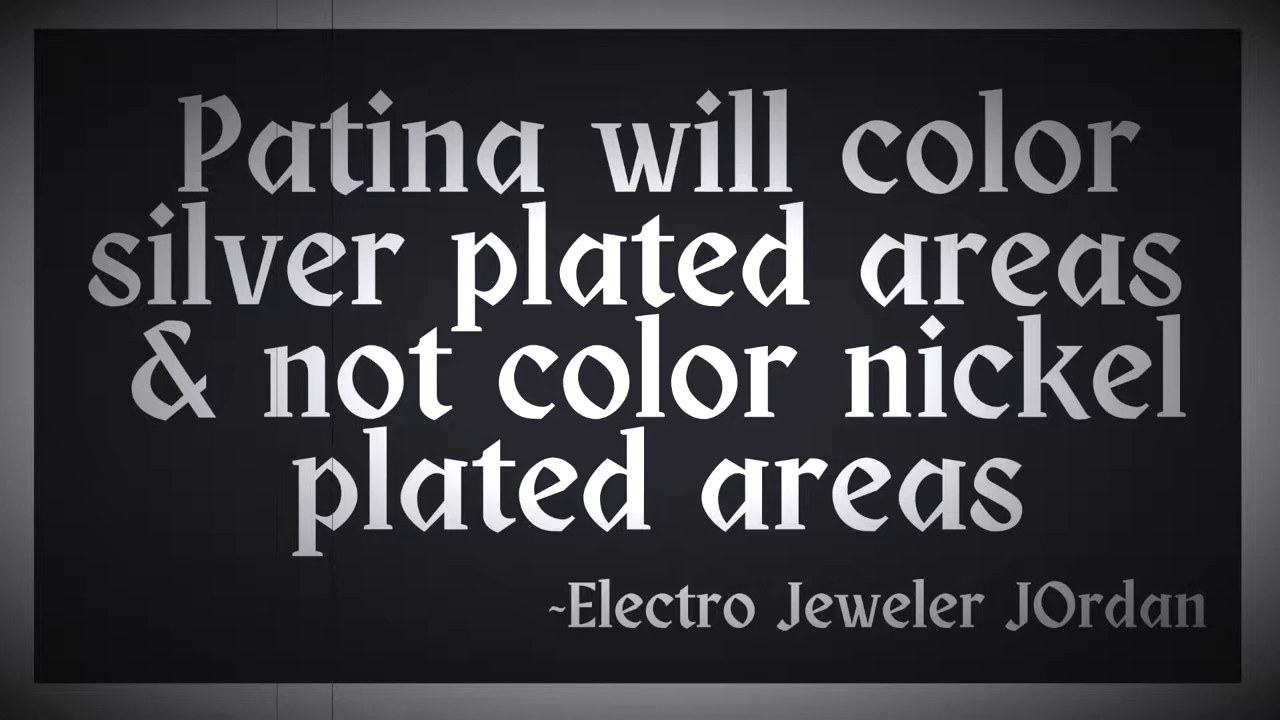 Patina will color
silver plated areas
& not color nickel
plated areas
~Electro Jeweler JOrdan